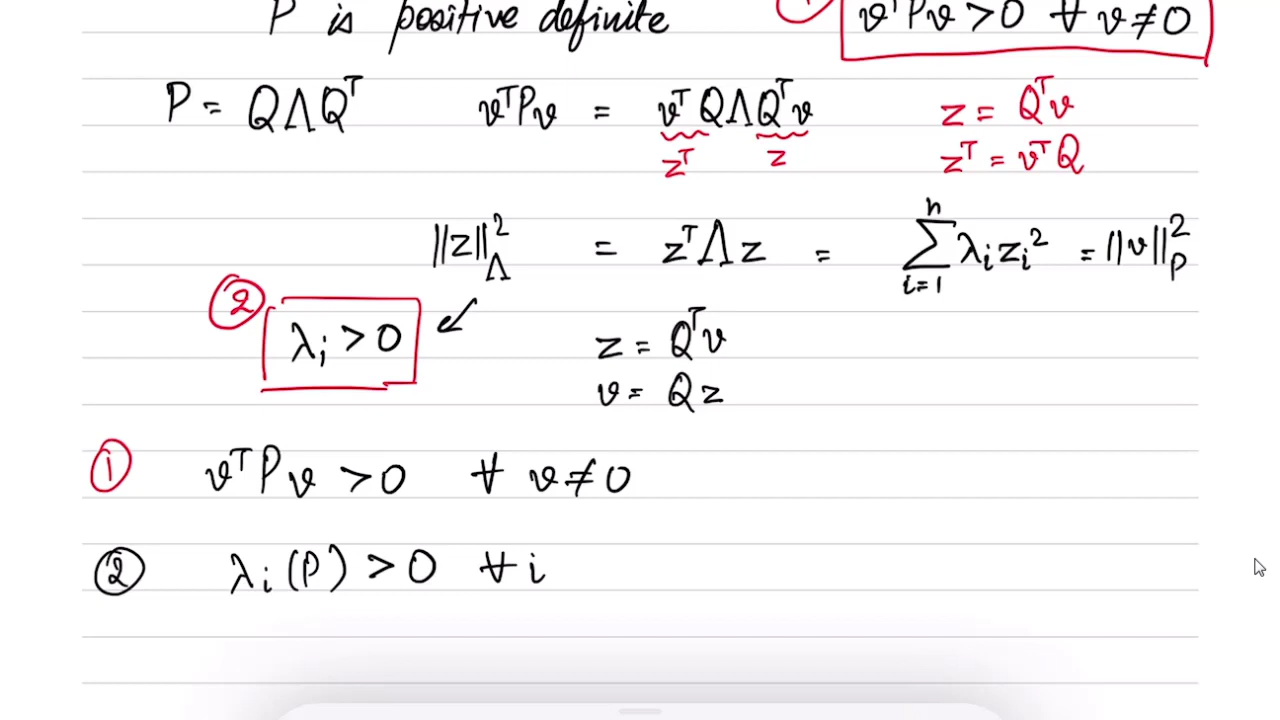 P is positive definite ① vᵀPv > 0 ∀ v ≠ 0
P = QΛQᵀ vᵀPv = vᵀQΛQᵀv z = Qᵀv
zᵀ z zᵀ = vᵀQ
||z||²_Λ = zᵀΛz = ∑_{i=1}^{n} λᵢzᵢ² = ||v||²_P
② λᵢ > 0 ↙ z = Qᵀv
v = Qz
① vᵀPv > 0 ∀ v ≠ 0
② λᵢ(P) > 0 ∀ i